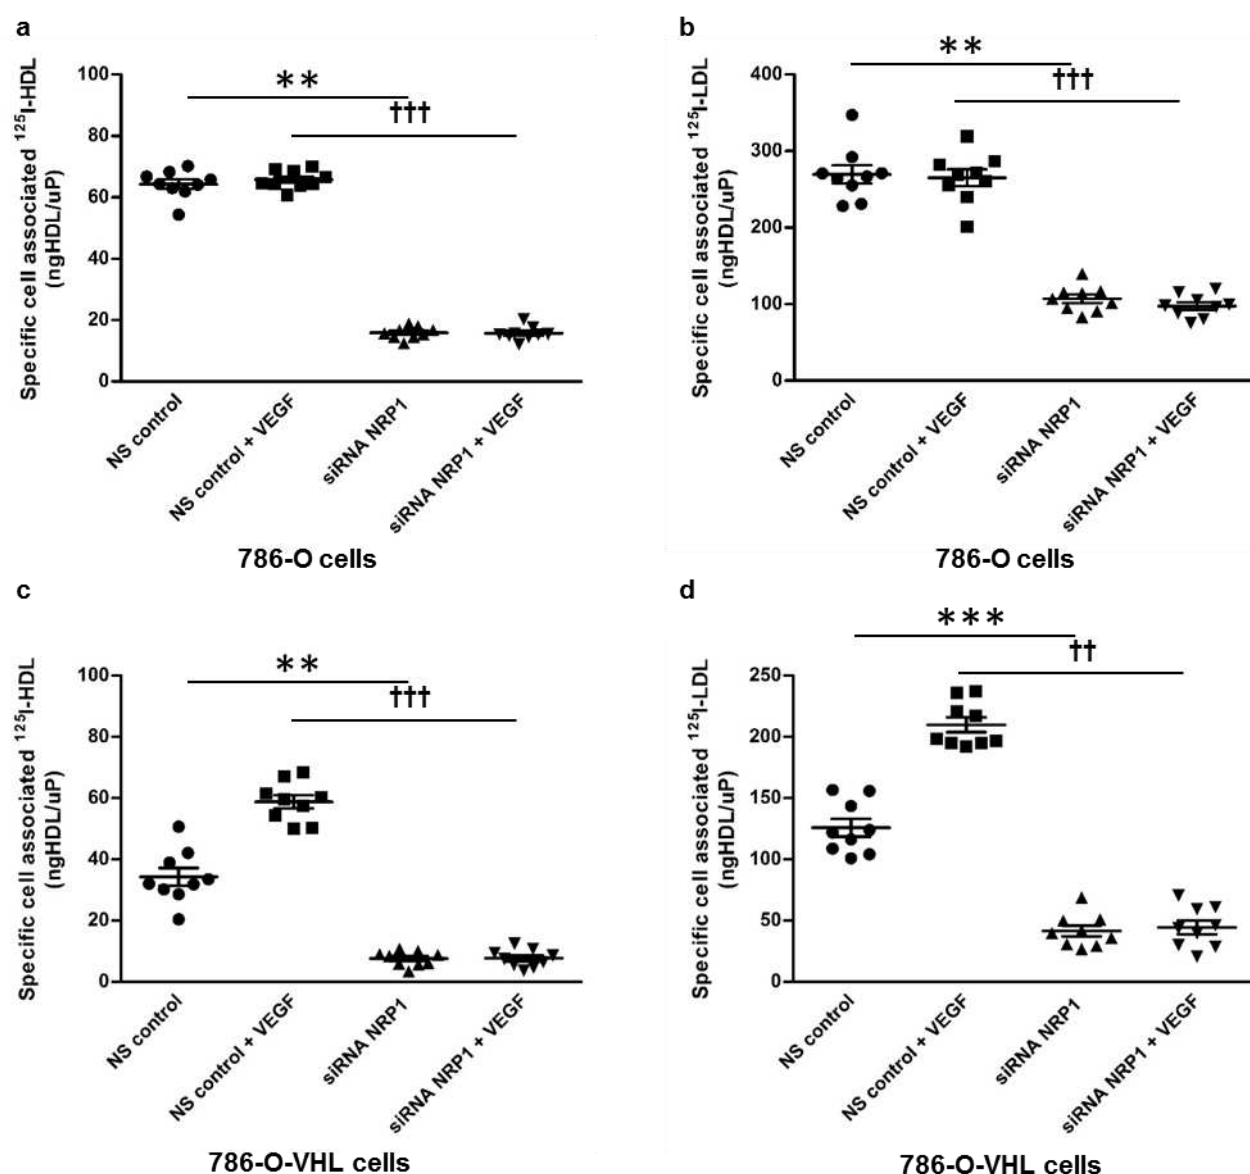 a
Specific cell associated ¹²⁵I-HDL
(ngHDL/uP)
100
80
60
40
20
0
**
†††
NS control
NS control + VEGF
siRNA NRP1
siRNA NRP1 + VEGF
786-O cells
b
Specific cell associated ¹²⁵I-LDL
(ngHDL/uP)
400
300
200
100
0
**
†††
NS control
NS control + VEGF
siRNA NRP1
siRNA NRP1 + VEGF
786-O cells
c
Specific cell associated ¹²⁵I-HDL
(ngHDL/uP)
100
80
60
40
20
0
**
†††
NS control
NS control + VEGF
siRNA NRP1
siRNA NRP1 + VEGF
786-O-VHL cells
d
Specific cell associated ¹²⁵I-LDL
(ngHDL/uP)
250
200
150
100
50
0
***
††
NS control
NS control + VEGF
siRNA NRP1
siRNA NRP1 + VEGF
786-O-VHL cells